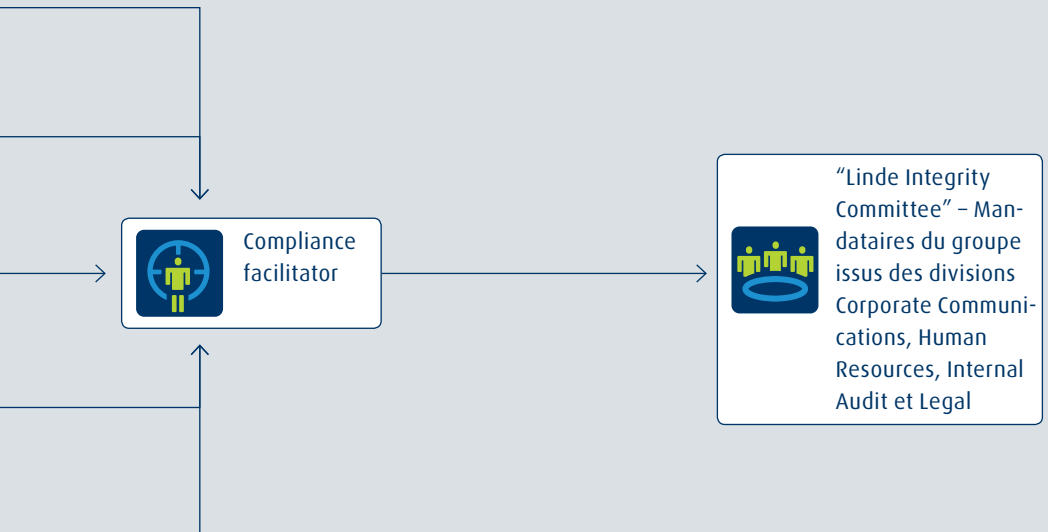 Compliance
facilitator
“Linde Integrity
Committee” – Man-
dataires du groupe
issus des divisions
Corporate Communi-
cations, Human
Resources, Internal
Audit et Legal